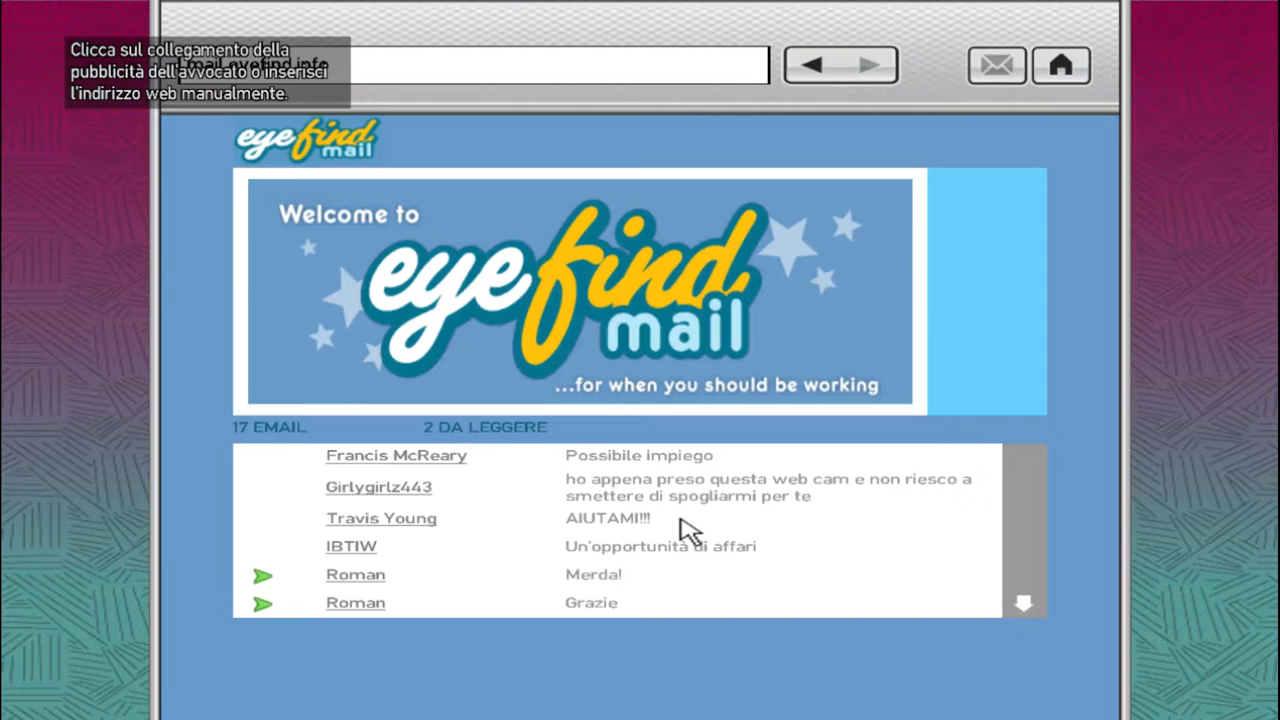 Clicca sul collegamento della
pubblicità dell'avvocato o inserisci
l'indirizzo web manualmente.
mail.eyefind.info
eyefind.
mail
Welcome to
eyefind.
mail
...for when you should be working
17 EMAIL 2 DA LEGGERE
Francis McReary Possibile impiego
Girlygirlz443 ho appena preso questa web cam e non riesco a
smettere di spogliarmi per te
Travis Young AIUTAMI!!!
IBTIW Un'opportunità di affari
Roman Merda!
Roman Grazie